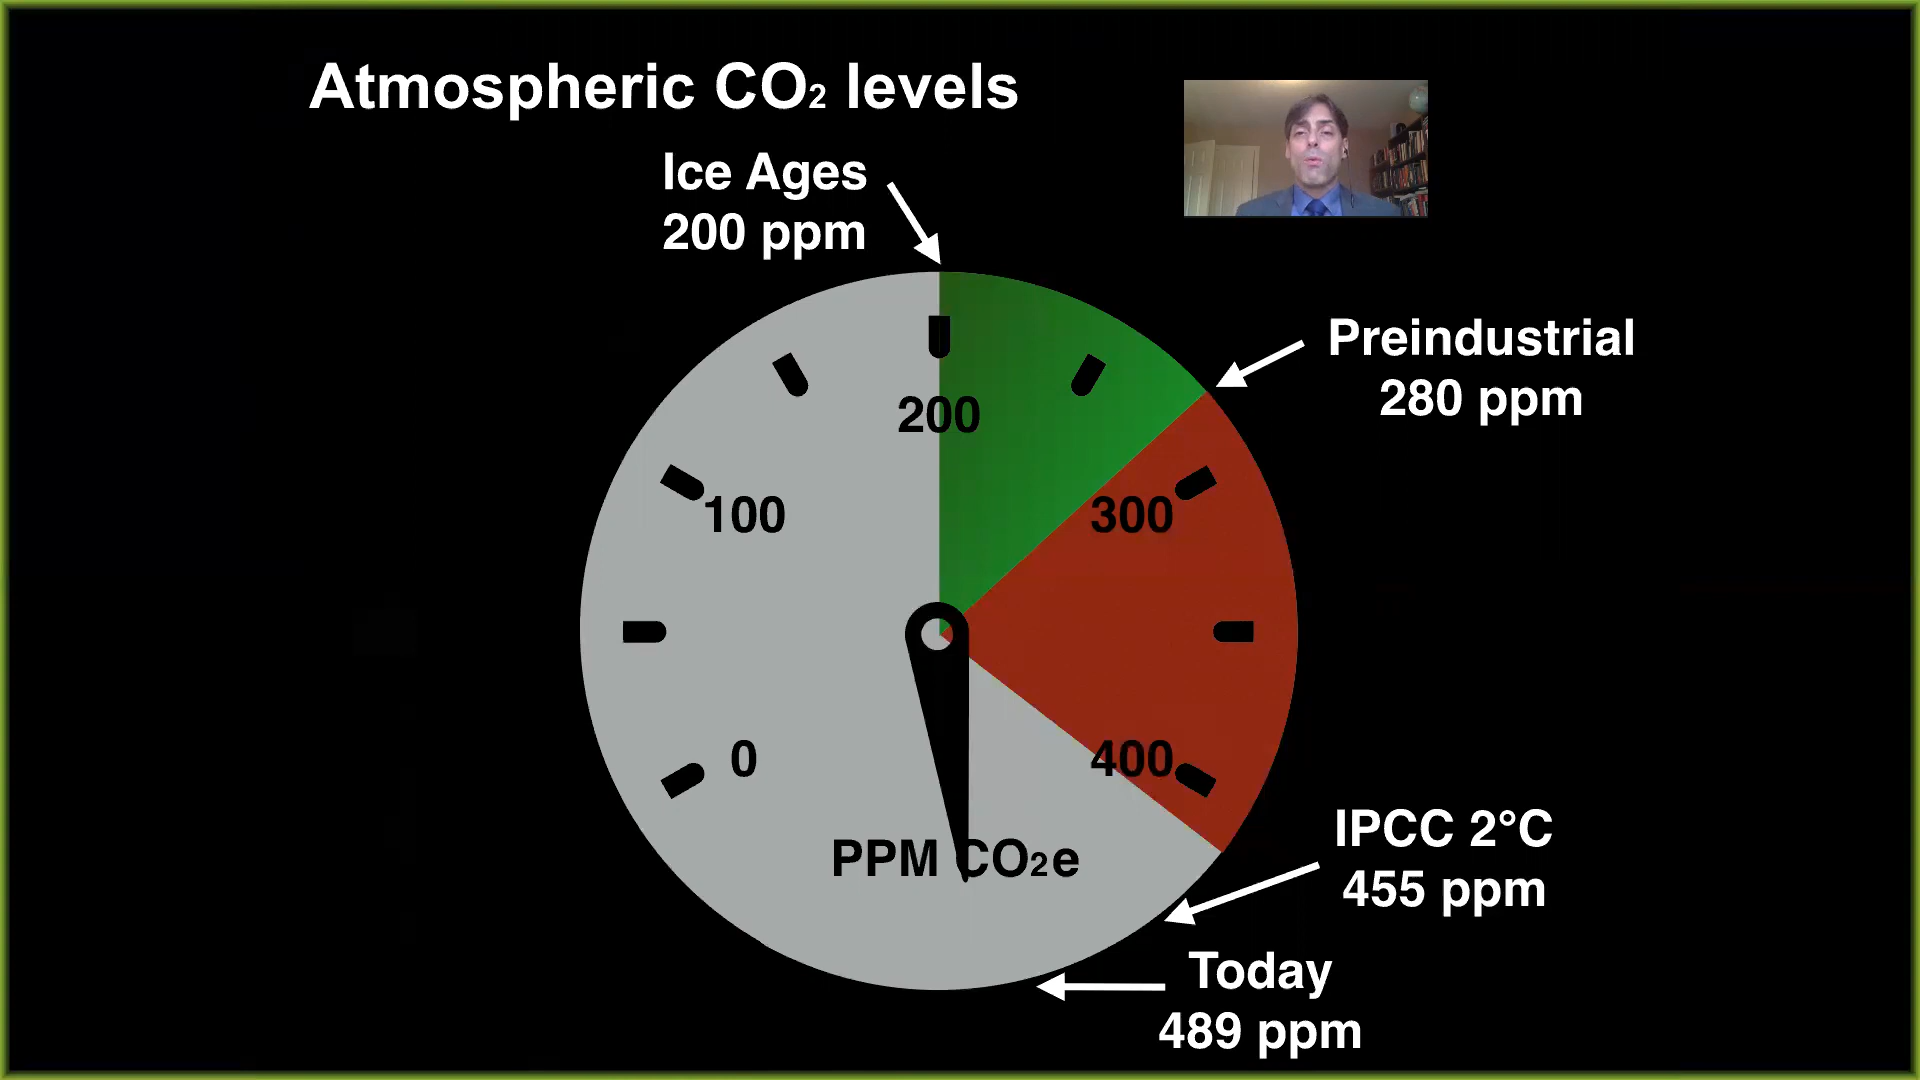 Atmospheric CO₂ levels
Ice Ages
200 ppm
Preindustrial
280 ppm
200
100
300
0
400
PPM CO₂e
IPCC 2°C
455 ppm
Today
489 ppm